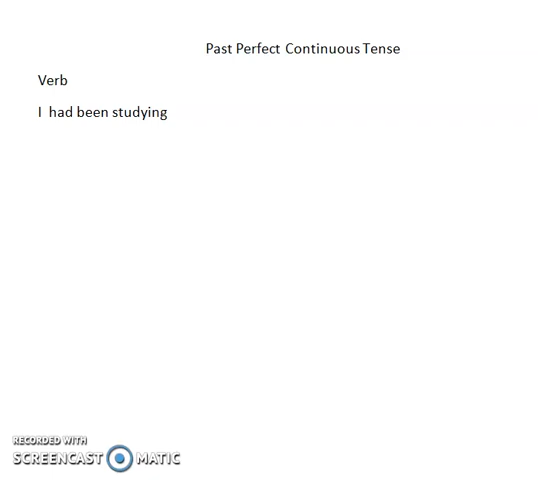 Past Perfect Continuous Tense
Verb
I had been studying
RECORDED WITH
SCREENCAST MATIC